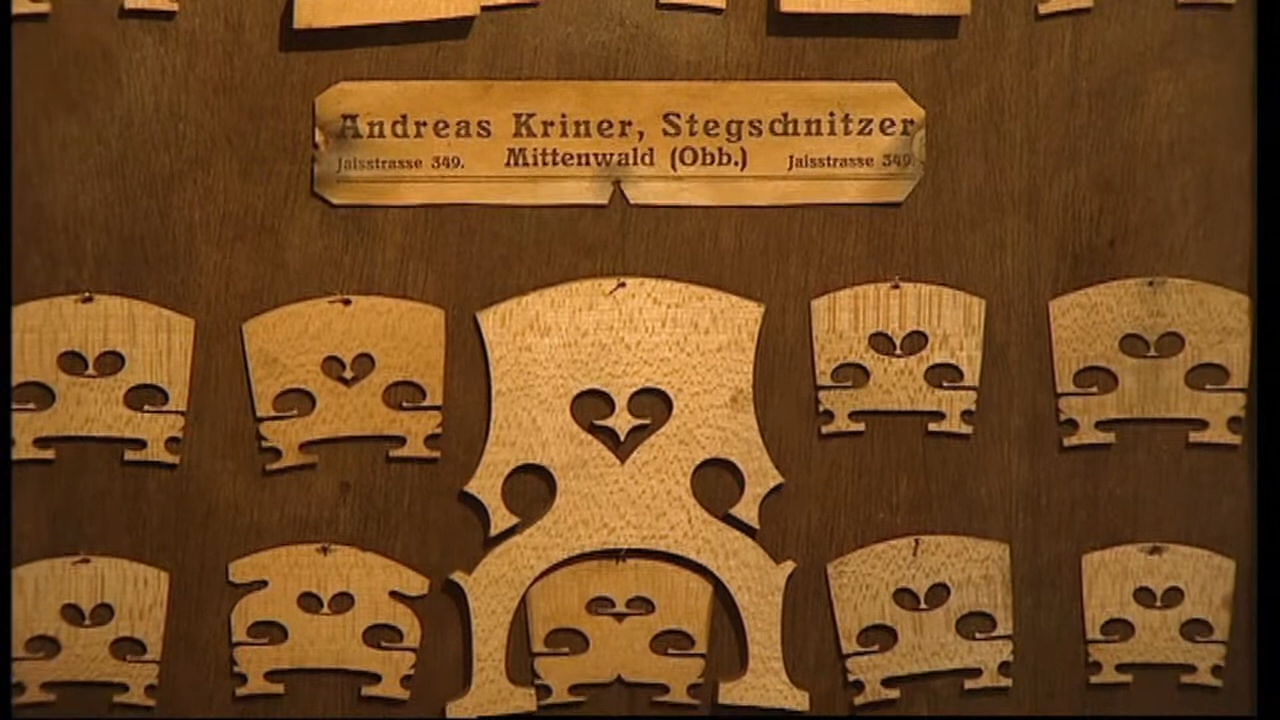 Andreas Kriner, Stegschnitzer
Jaisstrasse 349. Mittenwald (Obb.) Jaisstrasse 349